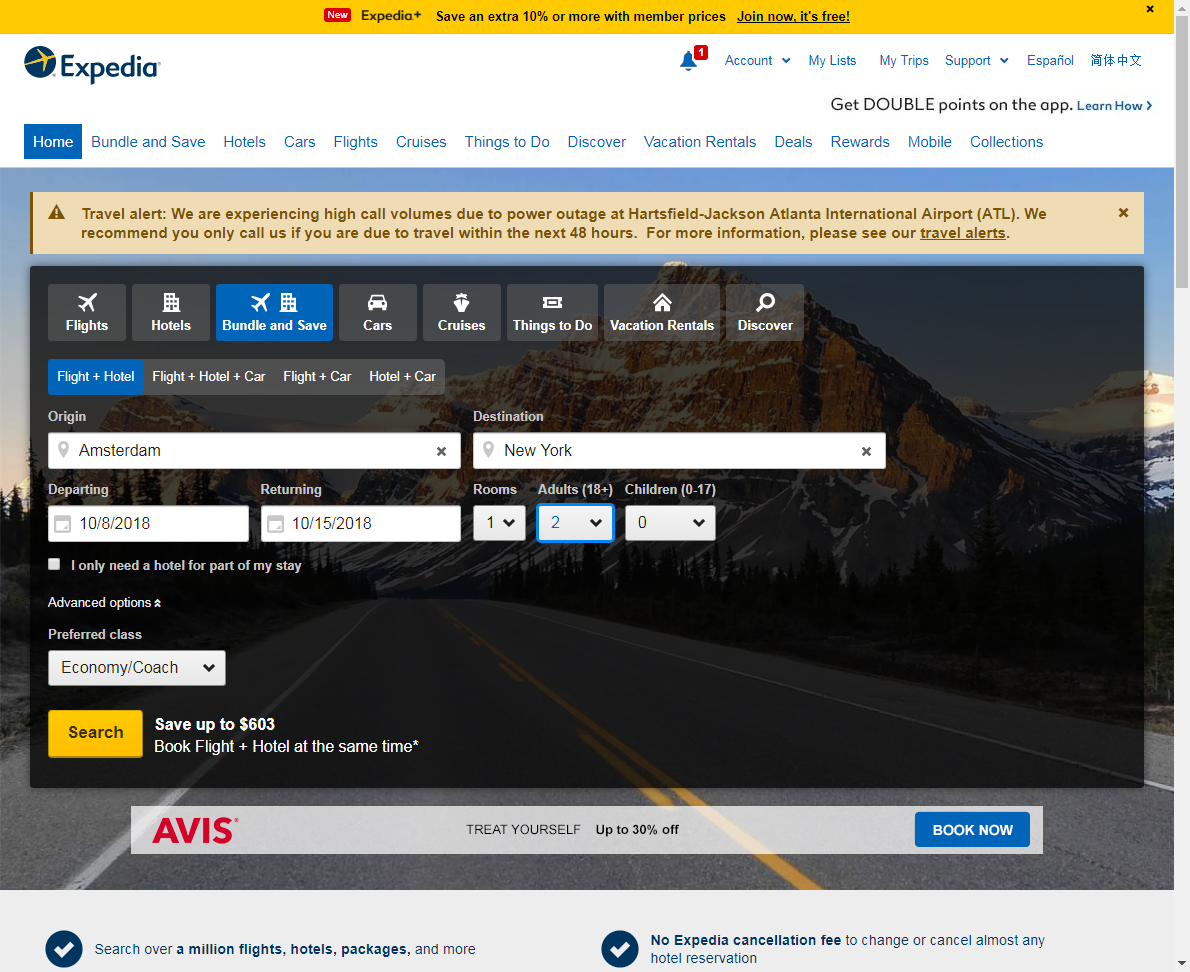 New Expedia+ Save an extra 10% or more with member prices Join now, it's free!
Expedia
1
Account My Lists My Trips Support Español 简体中文
Get DOUBLE points on the app. Learn How
Home Bundle and Save Hotels Cars Flights Cruises Things to Do Discover Vacation Rentals Deals Rewards Mobile Collections
Travel alert: We are experiencing high call volumes due to power outage at Hartsfield-Jackson Atlanta International Airport (ATL). We
recommend you only call us if you are due to travel within the next 48 hours. For more information, please see our travel alerts.
Flights Hotels Bundle and Save Cars Cruises Things to Do Vacation Rentals Discover
Flight + Hotel Flight + Hotel + Car Flight + Car Hotel + Car
Origin Destination
Amsterdam New York
Departing Returning Rooms Adults (18+) Children (0-17)
10/8/2018 10/15/2018 1 2 0
I only need a hotel for part of my stay
Advanced options
Preferred class
Economy/Coach
Search
Save up to $603
Book Flight + Hotel at the same time*
AVIS TREAT YOURSELF Up to 30% off BOOK NOW
Search over a million flights, hotels, packages, and more
No Expedia cancellation fee to change or cancel almost any
hotel reservation